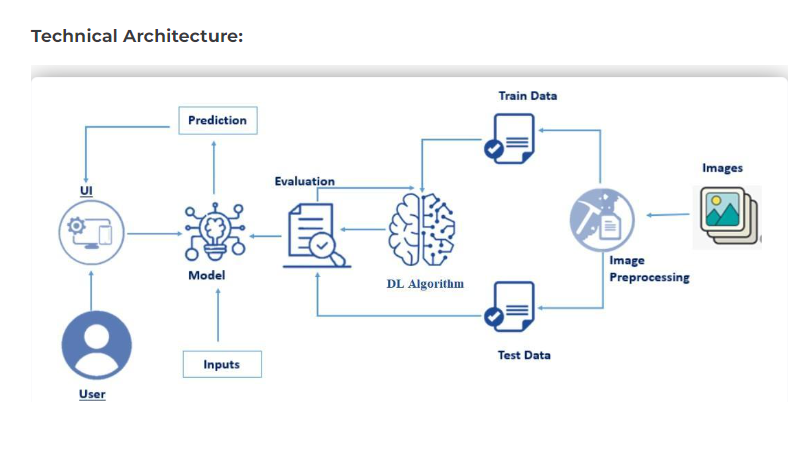 Technical Architecture:
Train Data
Prediction
Images
Evaluation
UI
Image
Preprocessing
Model
DL Algorithm
Test Data
Inputs
User